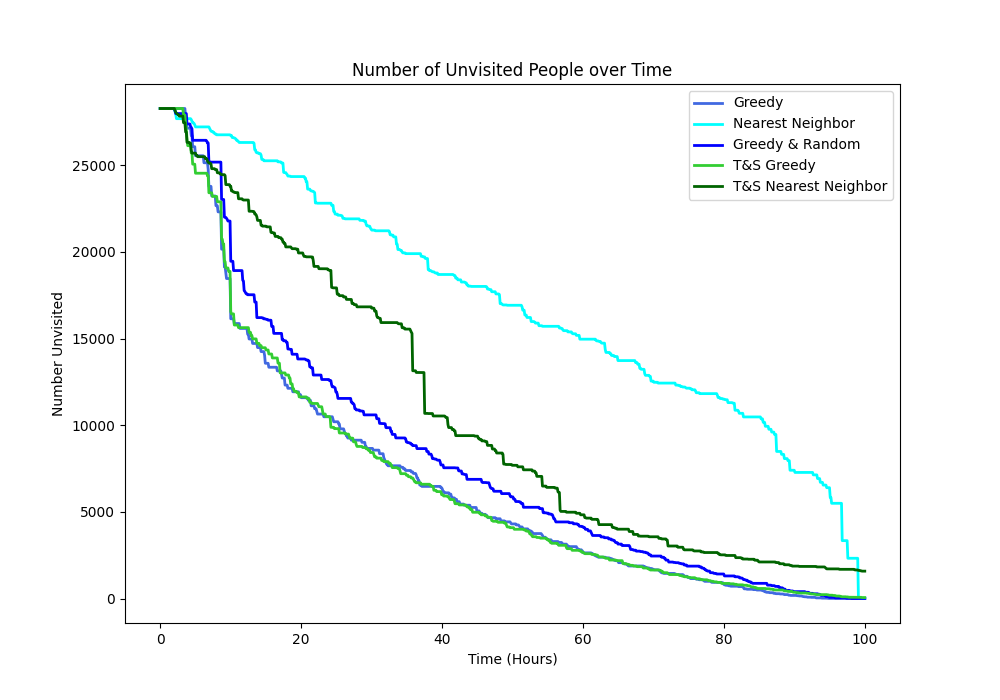 Number of Unvisited People over Time
Greedy
Nearest Neighbor
Greedy & Random
T&S Greedy
T&S Nearest Neighbor
Number Unvisited
25000
20000
15000
10000
5000
0
0 20 40 60 80 100
Time (Hours)